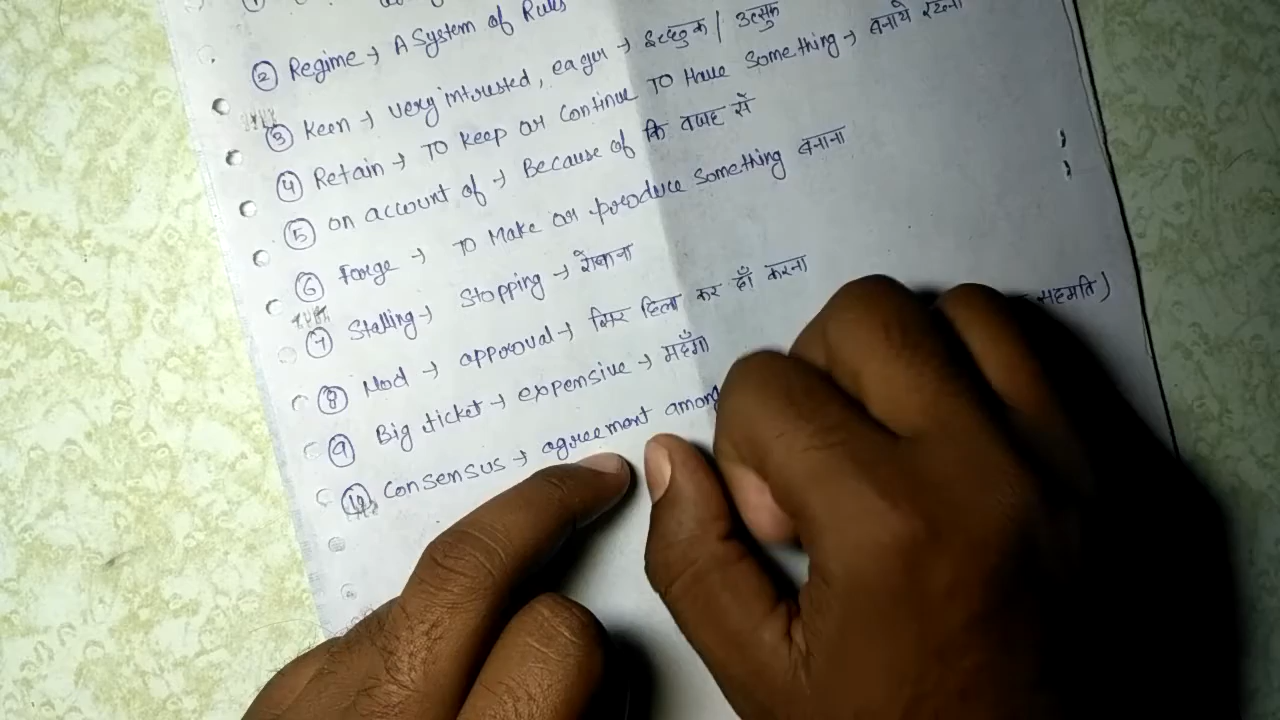 ①
② Regime → A System of Rules
③ Keen → very intrusted, eager → इच्छुक / उत्सुक
④ Retain → TO Keep or Continue TO Have Something → बनाये रखना
⑤ on account of → Because of कि वजह से
⑥ Forge → TO Make or produce Something बनाना
⑦ Stalling → Stopping → रोकना
⑧ Nod → approval → सिर हिला कर हाँ करना
⑨ Big ticket → expensive → महँगा
⑩ Consensus → agreement among सहमति)